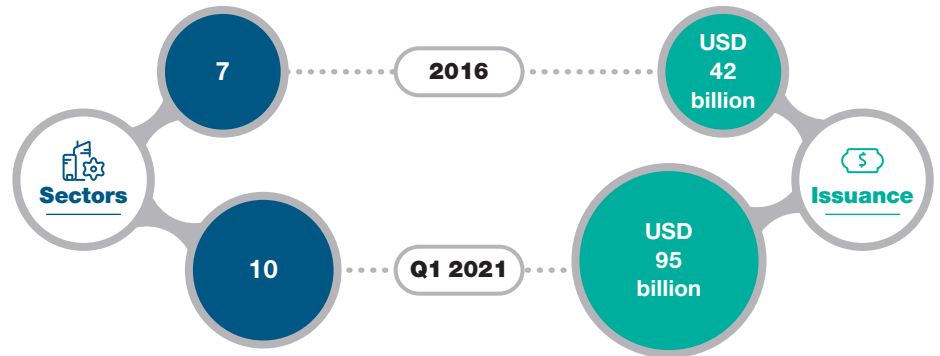 7
2016
USD
42
billion
Sectors
Issuance
10
Q1 2021
USD
95
billion